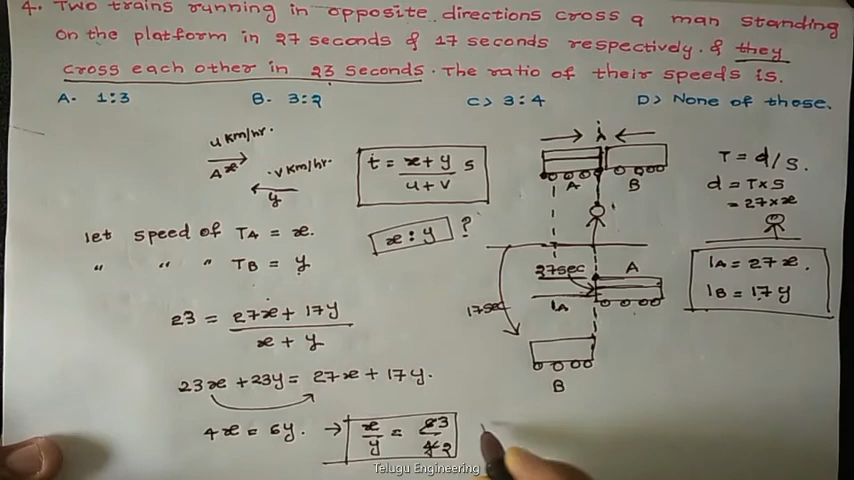 4. Two trains running in opposite directions cross a man standing
on the platform in 27 seconds & 17 seconds respectively. & they
cross each other in 23 seconds. The ratio of their speeds is.
A. 1:3 B. 3:2 C) 3:4 D) None of those.
u km/hr.
A x
v km/hr.
y
t = x+y / u+v s
A B
T = d/s.
d = T×s
= 27×x
let speed of TA = x.
" " " TB = y
x : y ?
lA = 27x.
lB = 17y
27sec A
lA
17sec
B
23 = 27x + 17y / x + y
23x + 23y = 27x + 17y.
4x = 6y. → x/y = 63/42
Telugu Engineering